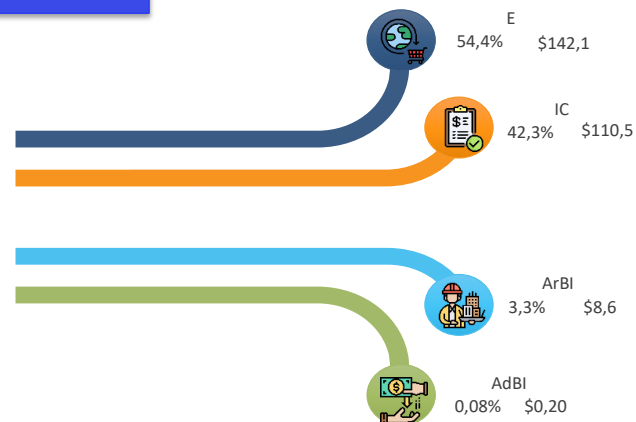 E
54,4% $142,1
IC
42,3% $110,5
ArBI
3,3% $8,6
AdBI
0,08% $0,20